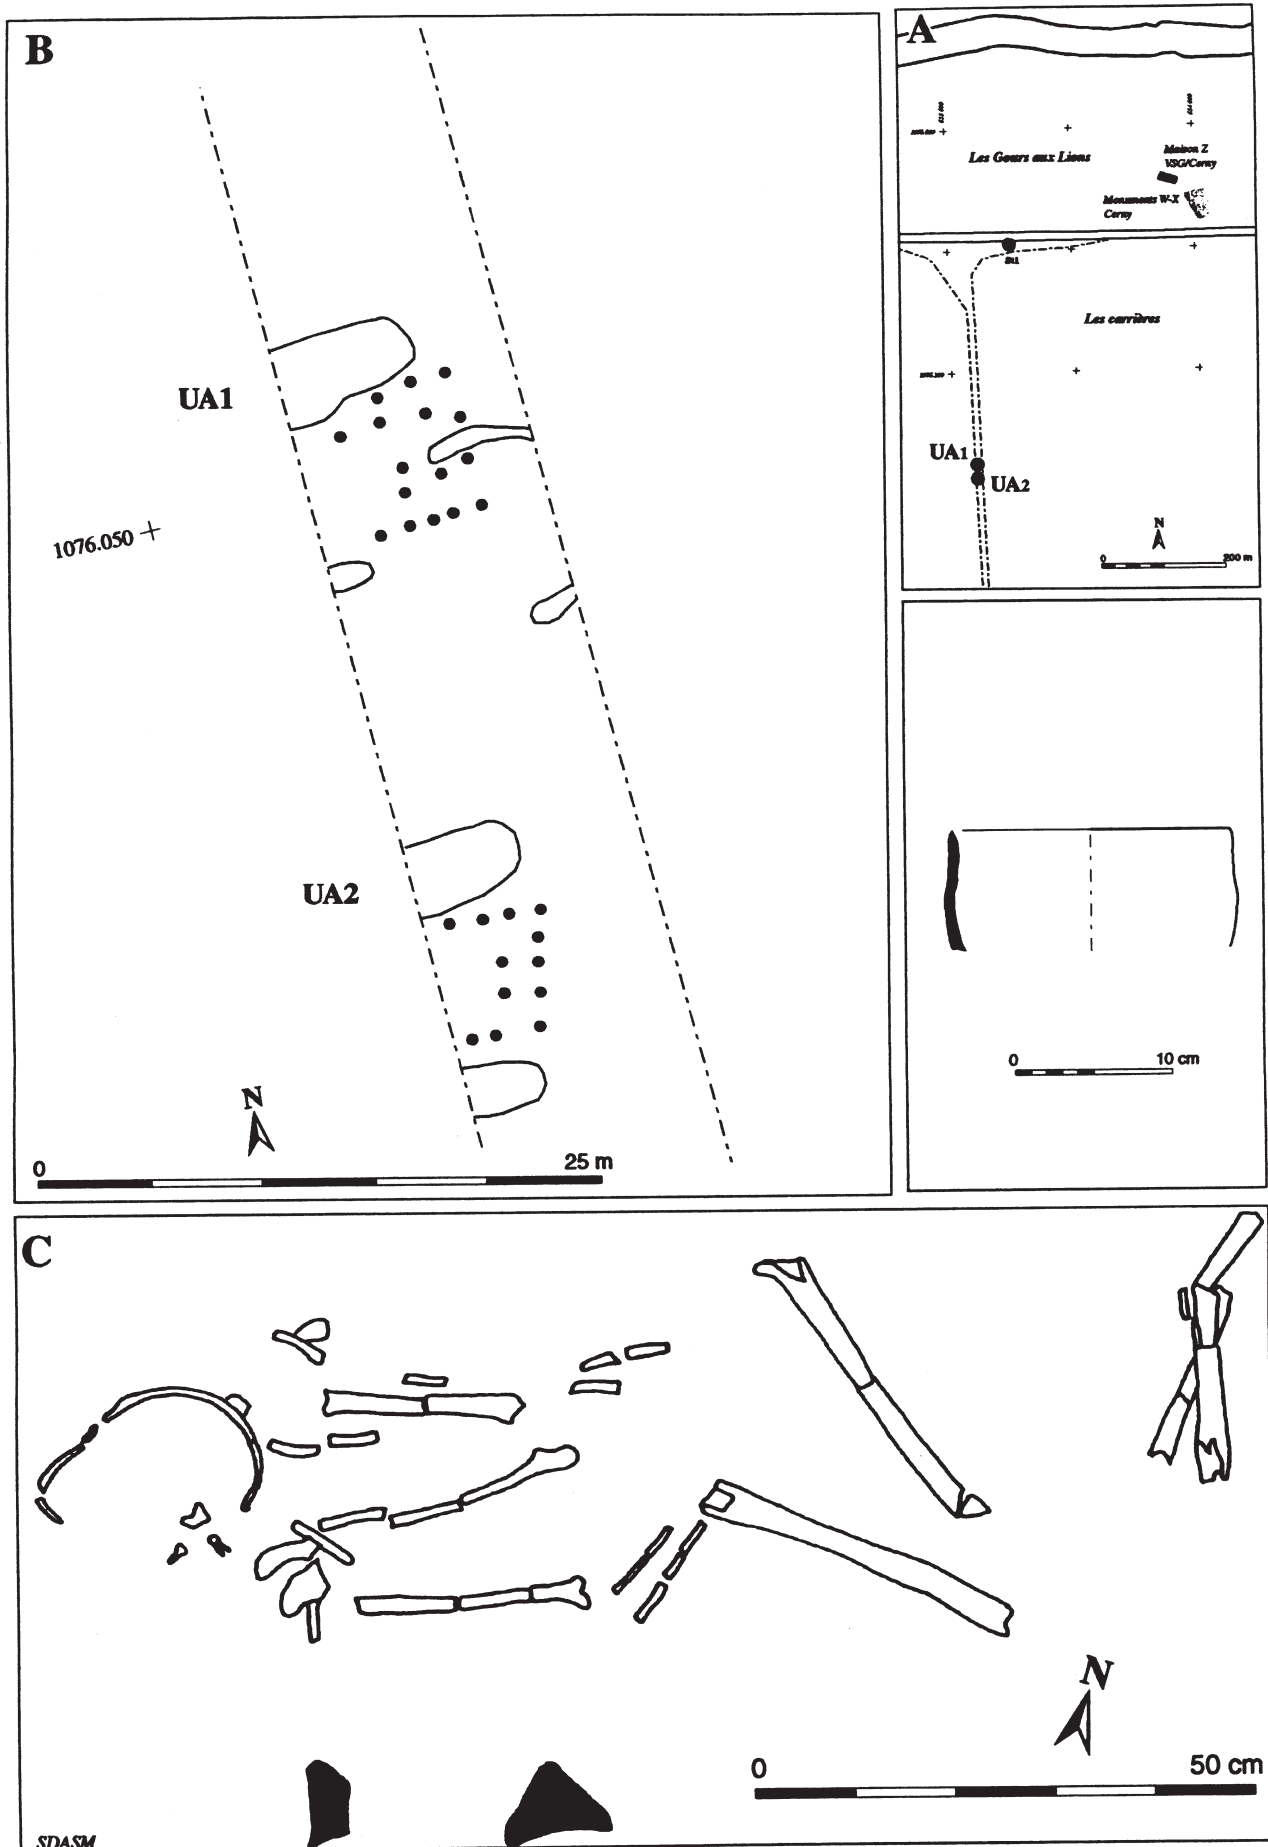 B
UA1
1076.050
UA2
N
0 25 m
A
Les Gours aux Lions
Maison Z
VSG/Cerny
Monuments W-X
Cerny
Les carrières
UA1
UA2
N
0 200 m
0 10 cm
C
N
0 50 cm
SDASM